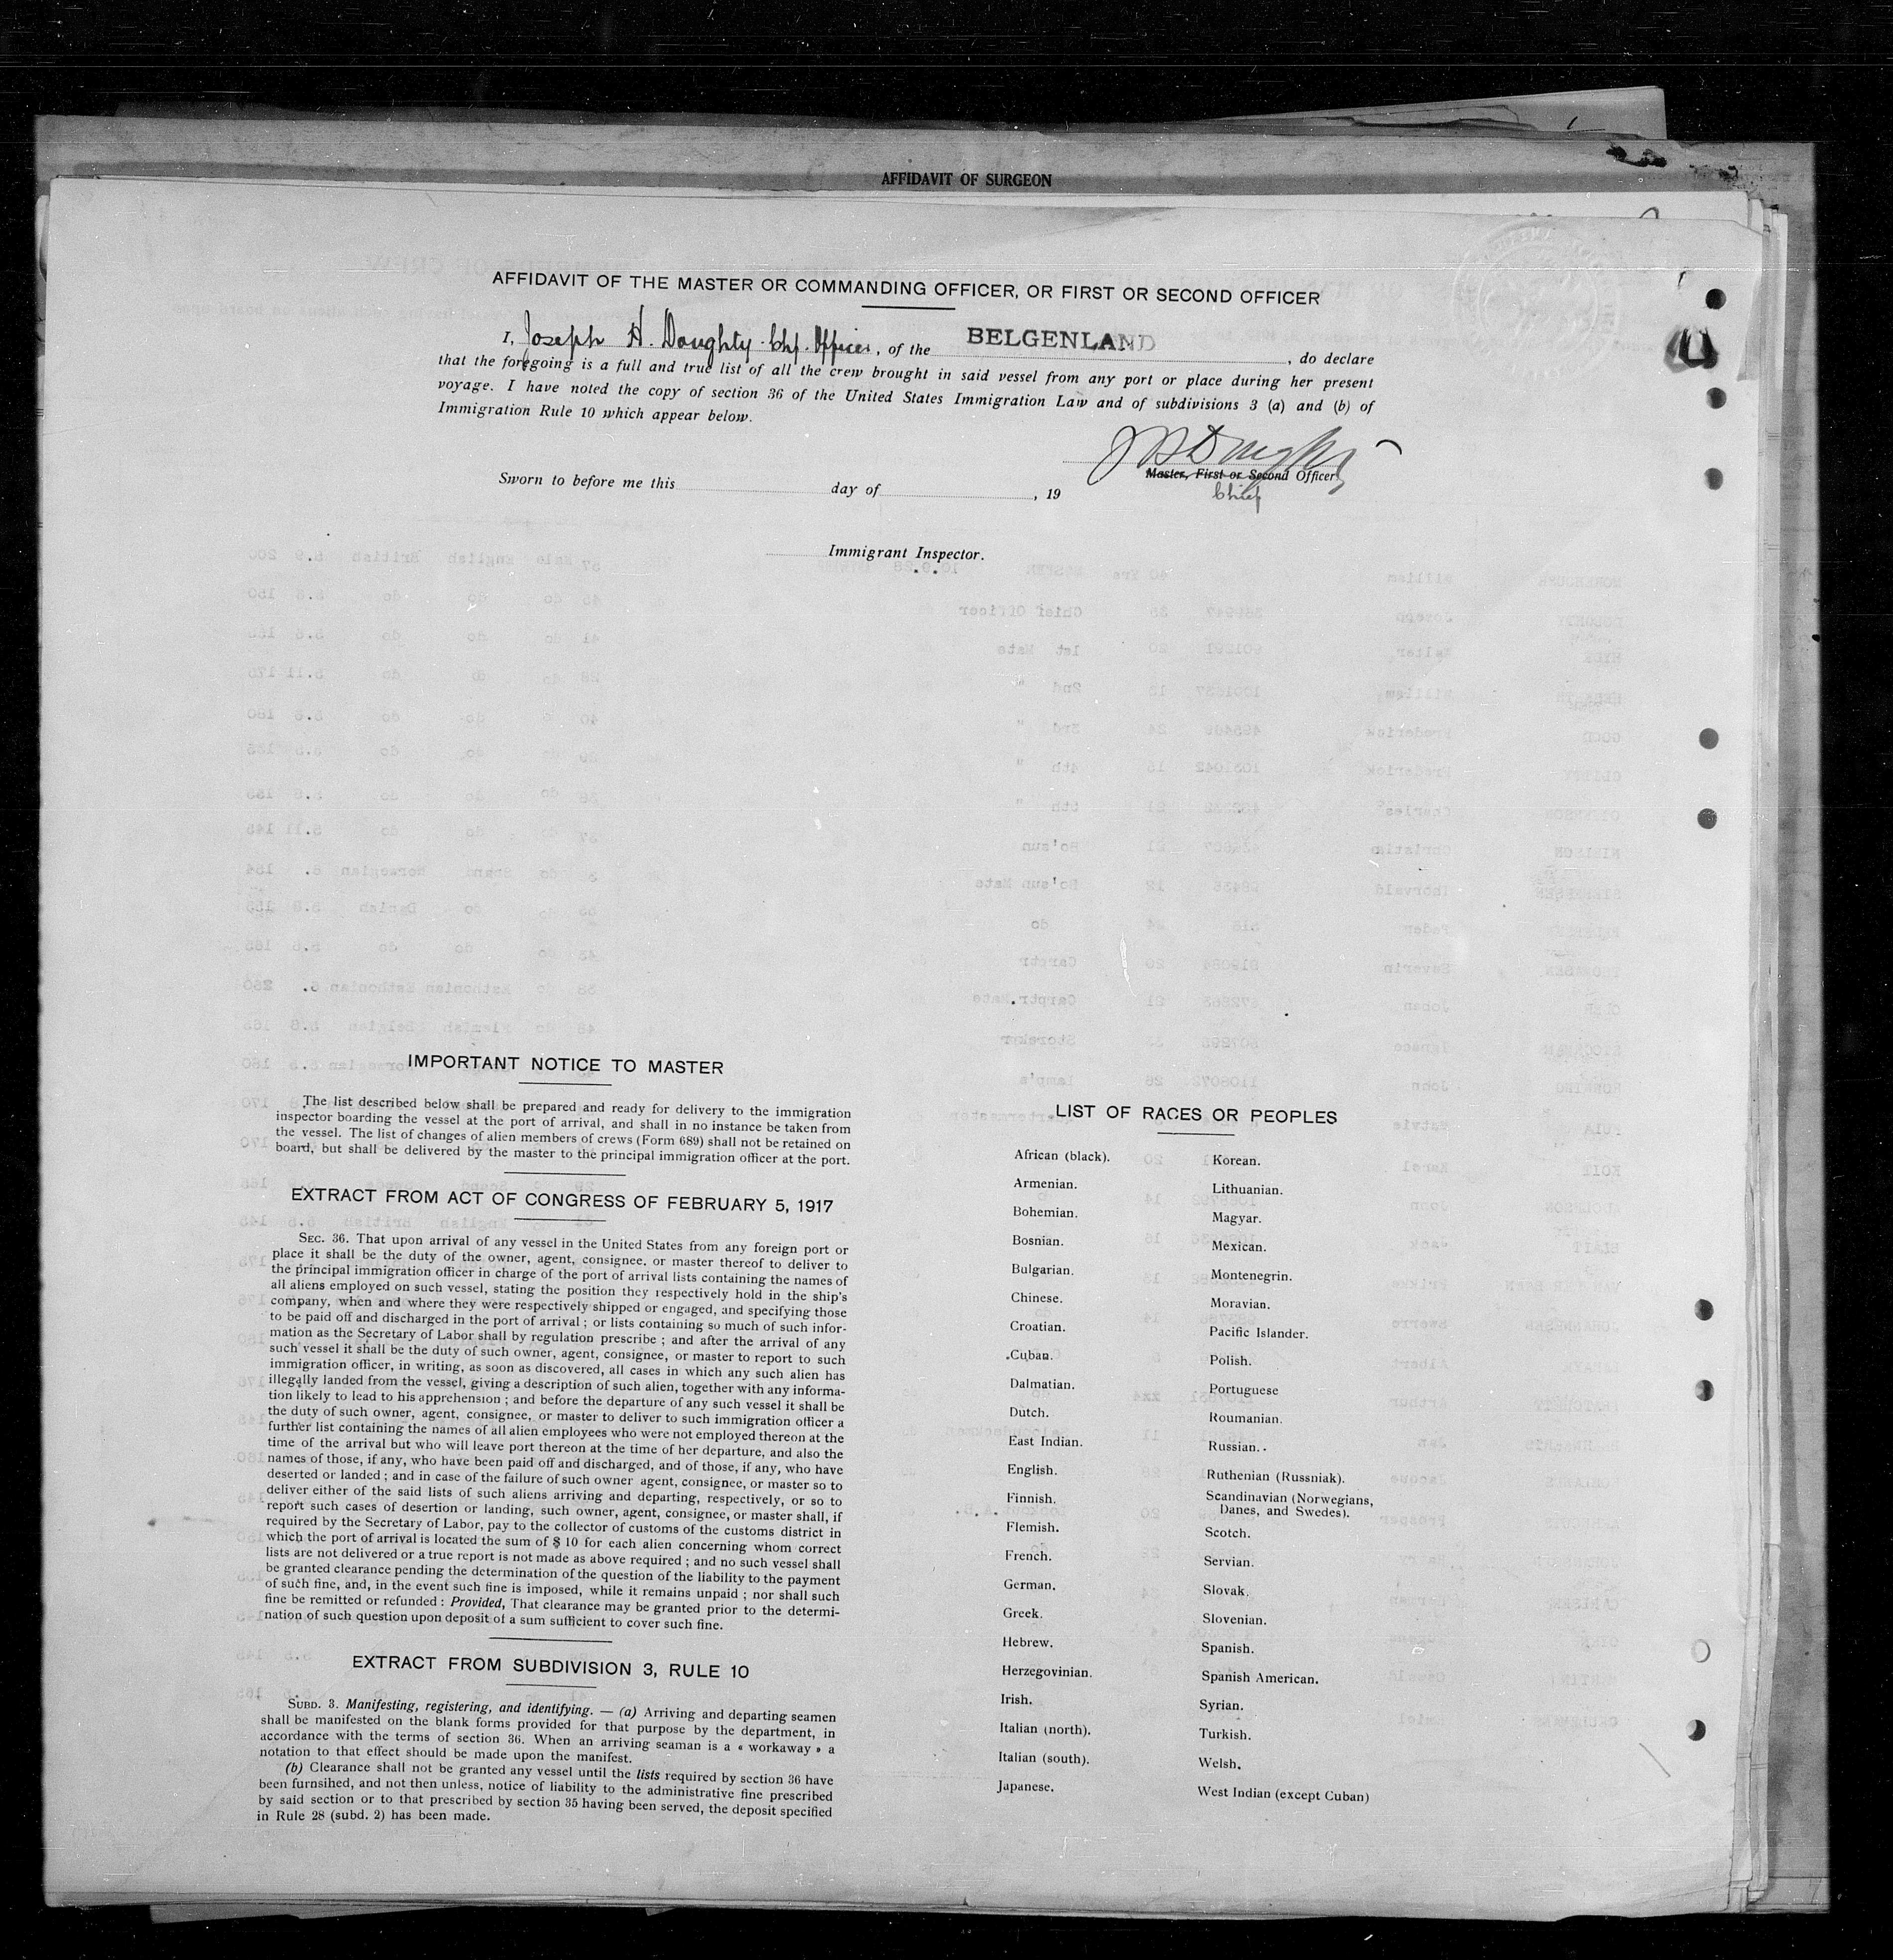 AFFIDAVIT OF SURGEON
AFFIDAVIT OF THE MASTER OR COMMANDING OFFICER, OR FIRST OR SECOND OFFICER
I, Joseph H. Doughty. Chf. Officer, of the BELGENLAND, do declare
that the foregoing is a full and true list of all the crew brought in said vessel from any port or place during her present
voyage. I have noted the copy of section 36 of the United States Immigration Law and of subdivisions 3 (a) and (b) of
Immigration Rule 10 which appear below.
Master, First or Second Officer
Chief
Sworn to before me this day of , 19
Immigrant Inspector.
IMPORTANT NOTICE TO MASTER
The list described below shall be prepared and ready for delivery to the immigration
inspector boarding the vessel at the port of arrival, and shall in no instance be taken from
the vessel. The list of changes of alien members of crews (Form 689) shall not be retained on
board, but shall be delivered by the master to the principal immigration officer at the port.
EXTRACT FROM ACT OF CONGRESS OF FEBRUARY 5, 1917
SEC. 36. That upon arrival of any vessel in the United States from any foreign port or
place it shall be the duty of the owner, agent, consignee, or master thereof to deliver to
the principal immigration officer in charge of the port of arrival lists containing the names of
all aliens employed on such vessel, stating the position they respectively hold in the ship's
company, when and where they were respectively shipped or engaged, and specifying those
to be paid off and discharged in the port of arrival ; or lists containing so much of such infor-
mation as the Secretary of Labor shall by regulation prescribe ; and after the arrival of any
such vessel it shall be the duty of such owner, agent, consignee, or master to report to such
immigration officer, in writing, as soon as discovered, all cases in which any such alien has
illegally landed from the vessel, giving a description of such alien, together with any informa-
tion likely to lead to his apprehension ; and before the departure of any such vessel it shall be
the duty of such owner, agent, consignee, or master to deliver to such immigration officer a
further list containing the names of all alien employees who were not employed thereon at the
time of the arrival but who will leave port thereon at the time of her departure, and also the
names of those, if any, who have been paid off and discharged, and of those, if any, who have
deserted or landed ; and in case of the failure of such owner agent, consignee, or master so to
deliver either of the said lists of such aliens arriving and departing, respectively, or so to
report such cases of desertion or landing, such owner, agent, consignee, or master shall, if
required by the Secretary of Labor, pay to the collector of customs of the customs district in
which the port of arrival is located the sum of $ 10 for each alien concerning whom correct
lists are not delivered or a true report is not made as above required ; and no such vessel shall
be granted clearance pending the determination of the question of the liability to the payment
of such fine, and, in the event such fine is imposed, while it remains unpaid ; nor shall such
fine be remitted or refunded : Provided, That clearance may be granted prior to the determi-
nation of such question upon deposit of a sum sufficient to cover such fine.
EXTRACT FROM SUBDIVISION 3, RULE 10
SUBD. 3. Manifesting, registering, and identifying. — (a) Arriving and departing seamen
shall be manifested on the blank forms provided for that purpose by the department, in
accordance with the terms of section 36. When an arriving seaman is a « workaway » a
notation to that effect should be made upon the manifest.
(b) Clearance shall not be granted any vessel until the lists required by section 36 have
been furnsihed, and not then unless, notice of liability to the administrative fine prescribed
by said section or to that prescribed by section 35 having been served, the deposit specified
in Rule 28 (subd. 2) has been made.
LIST OF RACES OR PEOPLES
African (black).
Armenian.
Bohemian.
Bosnian.
Bulgarian.
Chinese.
Croatian.
Cuban.
Dalmatian.
Dutch.
East Indian.
English.
Finnish.
Flemish.
French.
German.
Greek.
Hebrew.
Herzegovinian.
Irish.
Italian (north).
Italian (south).
Japanese.
Korean.
Lithuanian.
Magyar.
Mexican.
Montenegrin.
Moravian.
Pacific Islander.
Polish.
Portuguese
Roumanian.
Russian.
Ruthenian (Russniak).
Scandinavian (Norwegians,
Danes, and Swedes).
Scotch.
Servian.
Slovak.
Slovenian.
Spanish.
Spanish American.
Syrian.
Turkish.
Welsh.
West Indian (except Cuban)